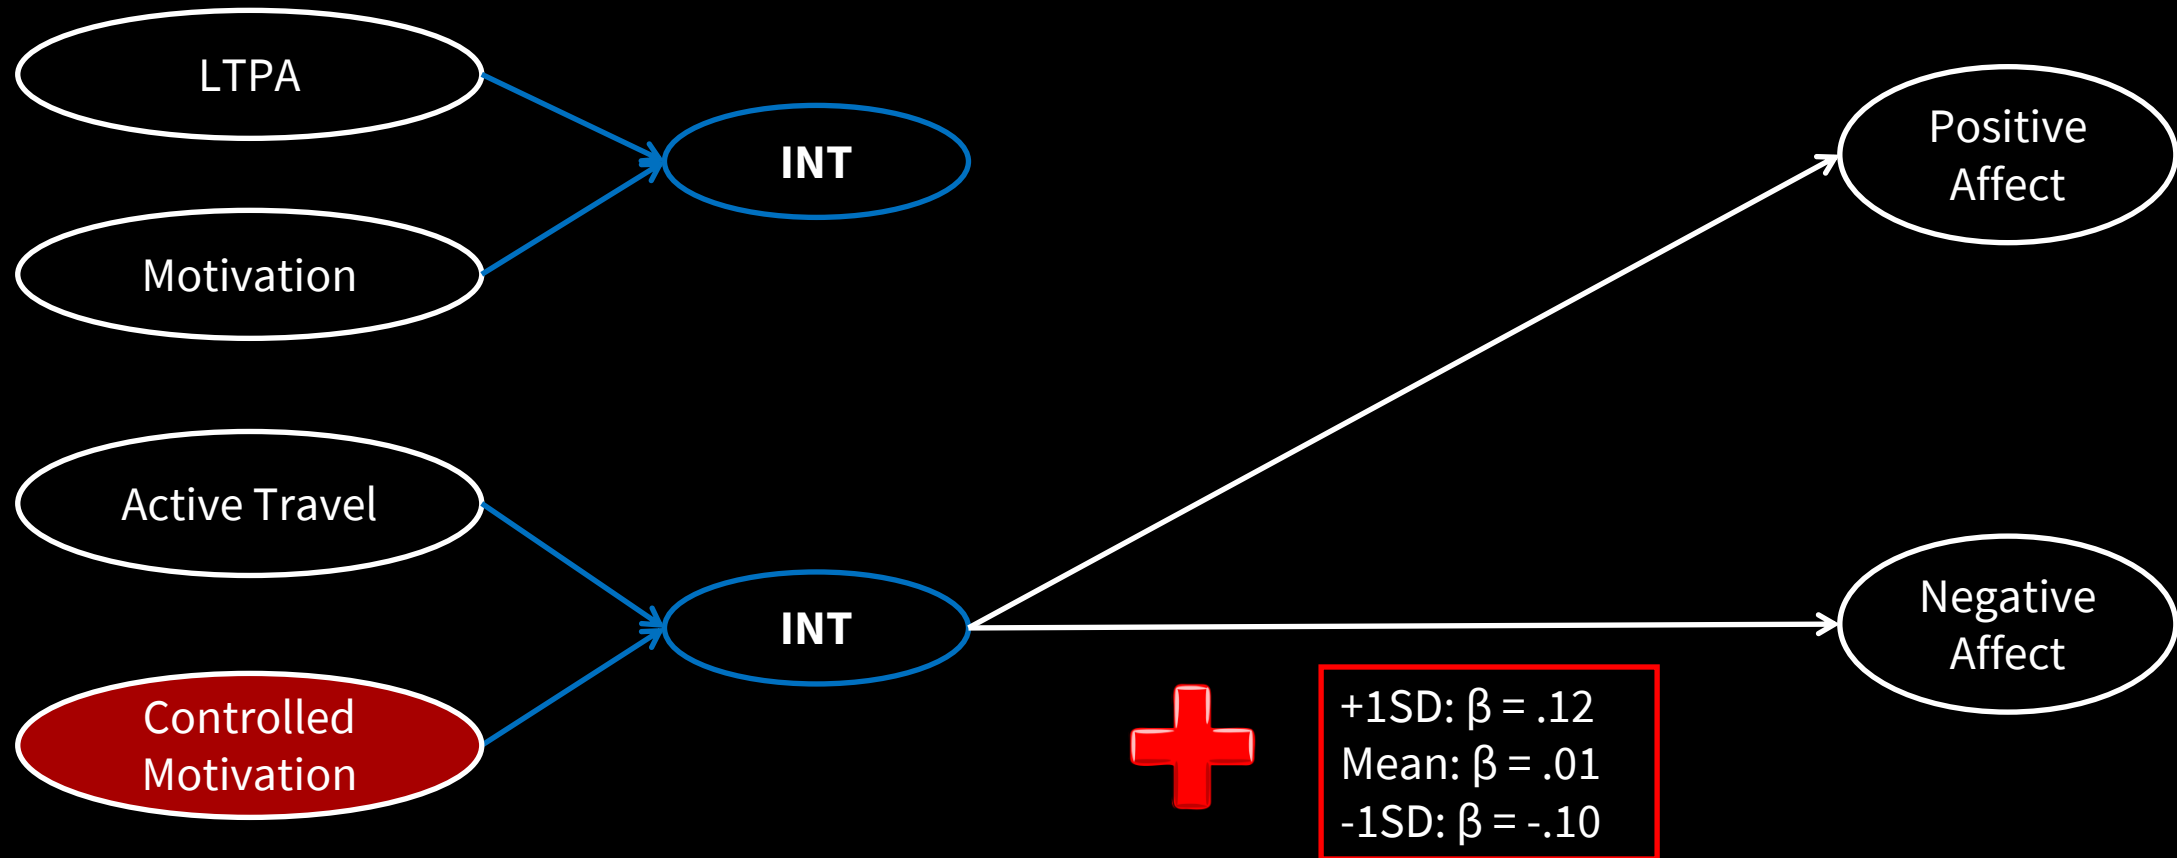 LTPA
Motivation
INT
Positive
Affect
Active Travel
Controlled
Motivation
INT
Negative
Affect
+1SD: β = .12
Mean: β = .01
-1SD: β = -.10